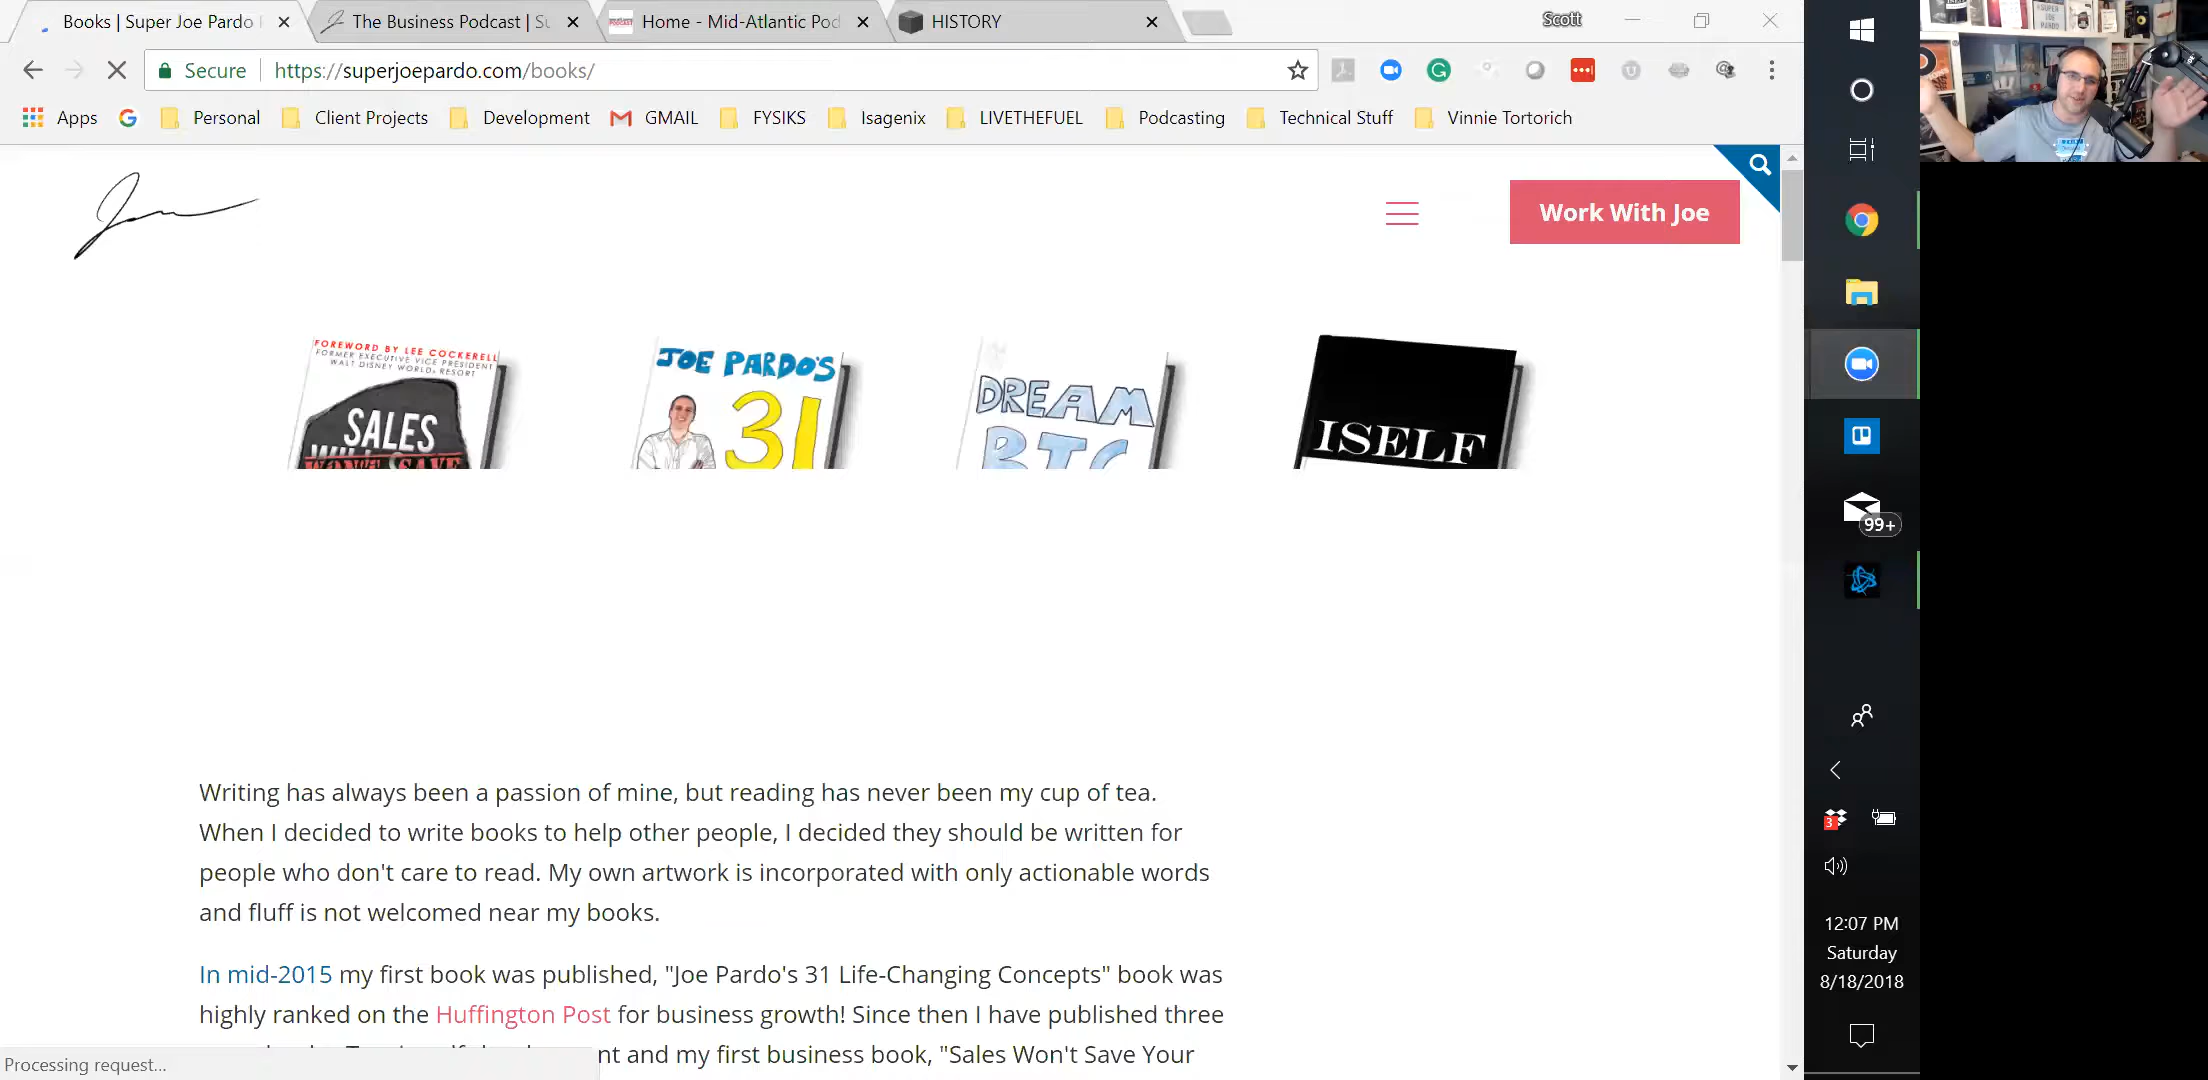 Books | Super Joe Pardo
The Business Podcast | Su
Home - Mid-Atlantic Pod
HISTORY
Scott
Secure
https://superjoepardo.com/books/
Apps
Personal
Client Projects
Development
GMAIL
FYSIKS
Isagenix
LIVETHEFUEL
Podcasting
Technical Stuff
Vinnie Tortorich
Work With Joe
FOREWORD BY LEE COCKERELL
FORMER EXECUTIVE VICE PRESIDENT
WALT DISNEY WORLD® RESORT
SALES
WON'T SAVE
JOE PARDO'S
31
DREAM
BIG
ISELF
Writing has always been a passion of mine, but reading has never been my cup of tea.
When I decided to write books to help other people, I decided they should be written for
people who don't care to read. My own artwork is incorporated with only actionable words
and fluff is not welcomed near my books.
In mid-2015 my first book was published, "Joe Pardo's 31 Life-Changing Concepts" book was
highly ranked on the Huffington Post for business growth! Since then I have published three
nt and my first business book, "Sales Won't Save Your
Processing request...
99+
3
12:07 PM
Saturday
8/18/2018